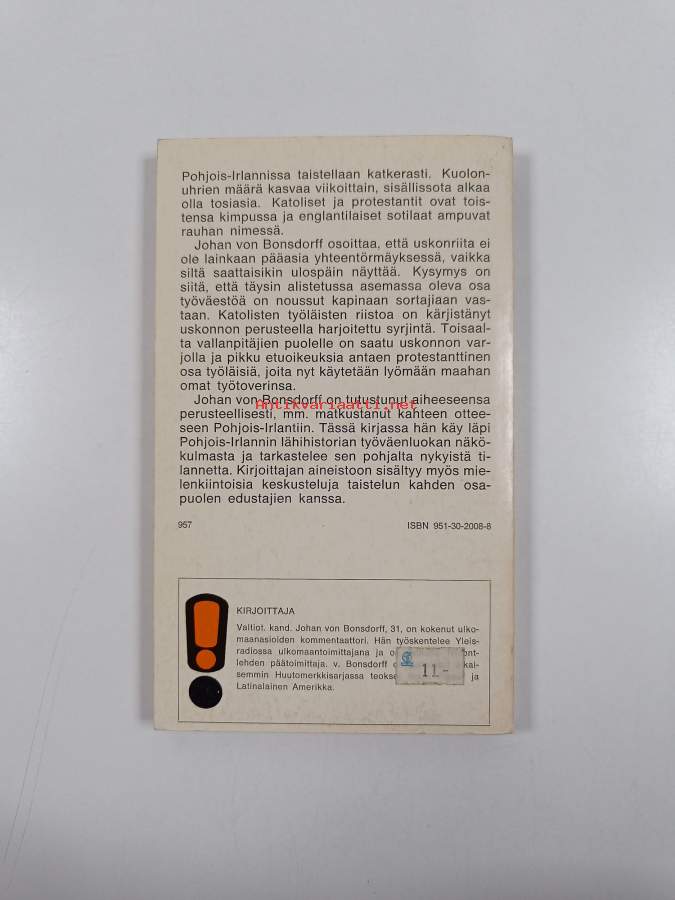 Pohjois-Irlannissa taistellaan katkerasti. Kuolon-
uhrien määrä kasvaa viikoittain, sisällissota alkaa
olla tosiasia. Katoliset ja protestantit ovat tois-
tensa kimpussa ja englantilaiset sotilaat ampuvat
rauhan nimessä.
Johan von Bonsdorff osoittaa, että uskonriita ei
ole lainkaan pääasia yhteentörmäyksessä, vaikka
siltä saattaisikin ulospäin näyttää. Kysymys on
siitä, että täysin alistetussa asemassa oleva osa
työväestöä on noussut kapinaan sortajiaan vas-
taan. Katolisten työläisten riistoa on kärjistänyt
uskonnon perusteella harjoitettu syrjintä. Toisaal-
ta vallanpitäjien puolelle on saatu uskonnon var-
jolla ja pikku etuoikeuksia antaen protestanttinen
osa työläisiä, joita nyt käytetään lyömään maahan
omat työtoverinsa.
Johan von Bonsdorff on tutustunut aiheeseensa
Antikvariaatti.net
perusteellisesti, mm. matkustanut kahteen ottee-
seen Pohjois-Irlantiin. Tässä kirjassa hän käy läpi
Pohjois-Irlannin lähihistorian työväenluokan näkö-
kulmasta ja tarkastelee sen pohjalta nykyistä ti-
lannetta. Kirjoittajan aineistoon sisältyy myös mie-
lenkiintoisia keskusteluja taistelun kahden osa-
puolen edustajien kanssa.
957 ISBN 951-30-2008-8
KIRJOITTAJA
Valtiot. kand. Johan von Bonsdorff, 31, on kokenut ulko-
maanasioiden kommentaattori. Hän työskentelee Yleis-
radiossa ulkomaantoimittajana ja
lehden päätoimittaja. v. Bonsdorff
11:-
semmin Huutomerkkisarjassa ja
Latinalainen Amerikka.